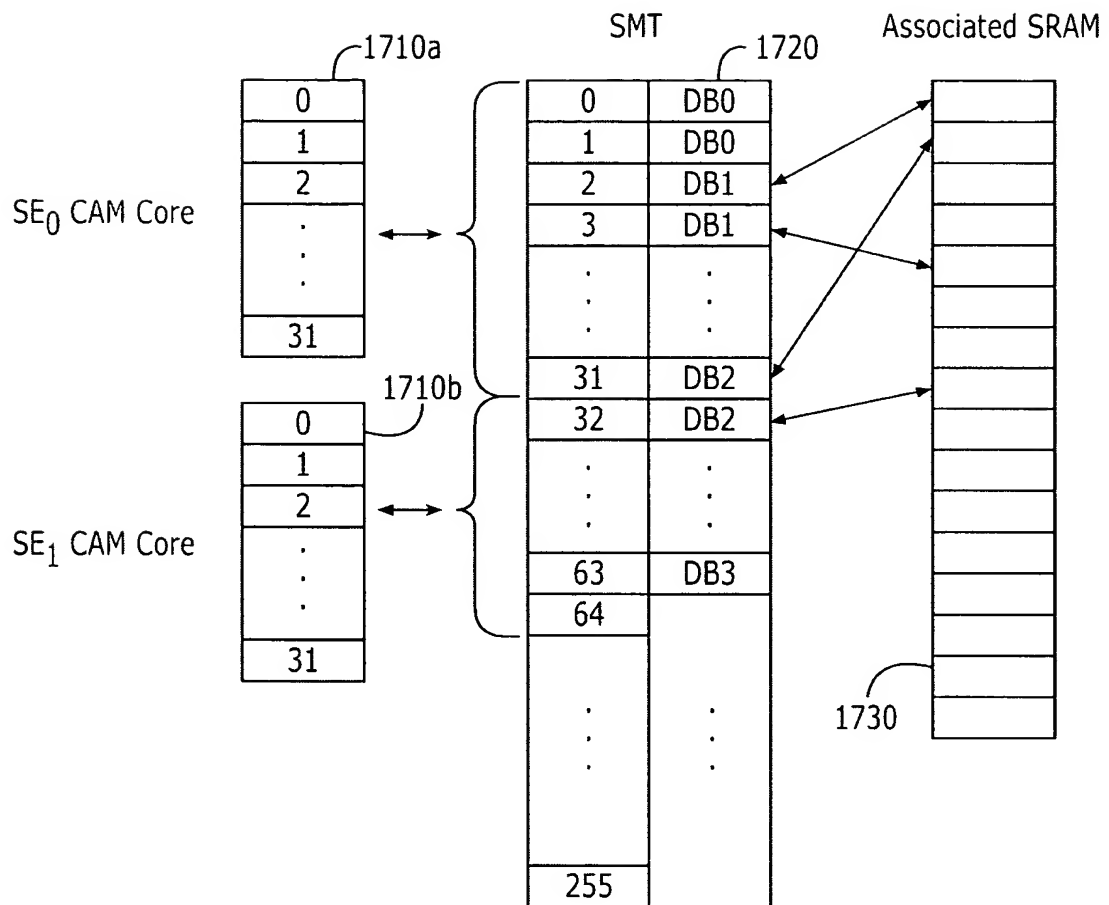 SMT
Associated SRAM
1710a
1720
SE0 CAM Core
0
1
2
.
.
.
31
1710b
SE1 CAM Core
0
1
2
.
.
.
31
0 DB0
1 DB0
2 DB1
3 DB1
. .
. .
. .
31 DB2
32 DB2
. .
. .
. .
63 DB3
64
. .
. .
. .
255
1730